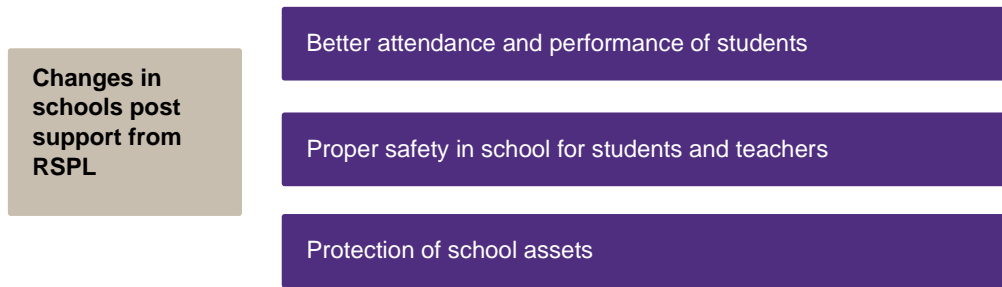 Changes in
schools post
support from
RSPL
Better attendance and performance of students
Proper safety in school for students and teachers
Protection of school assets